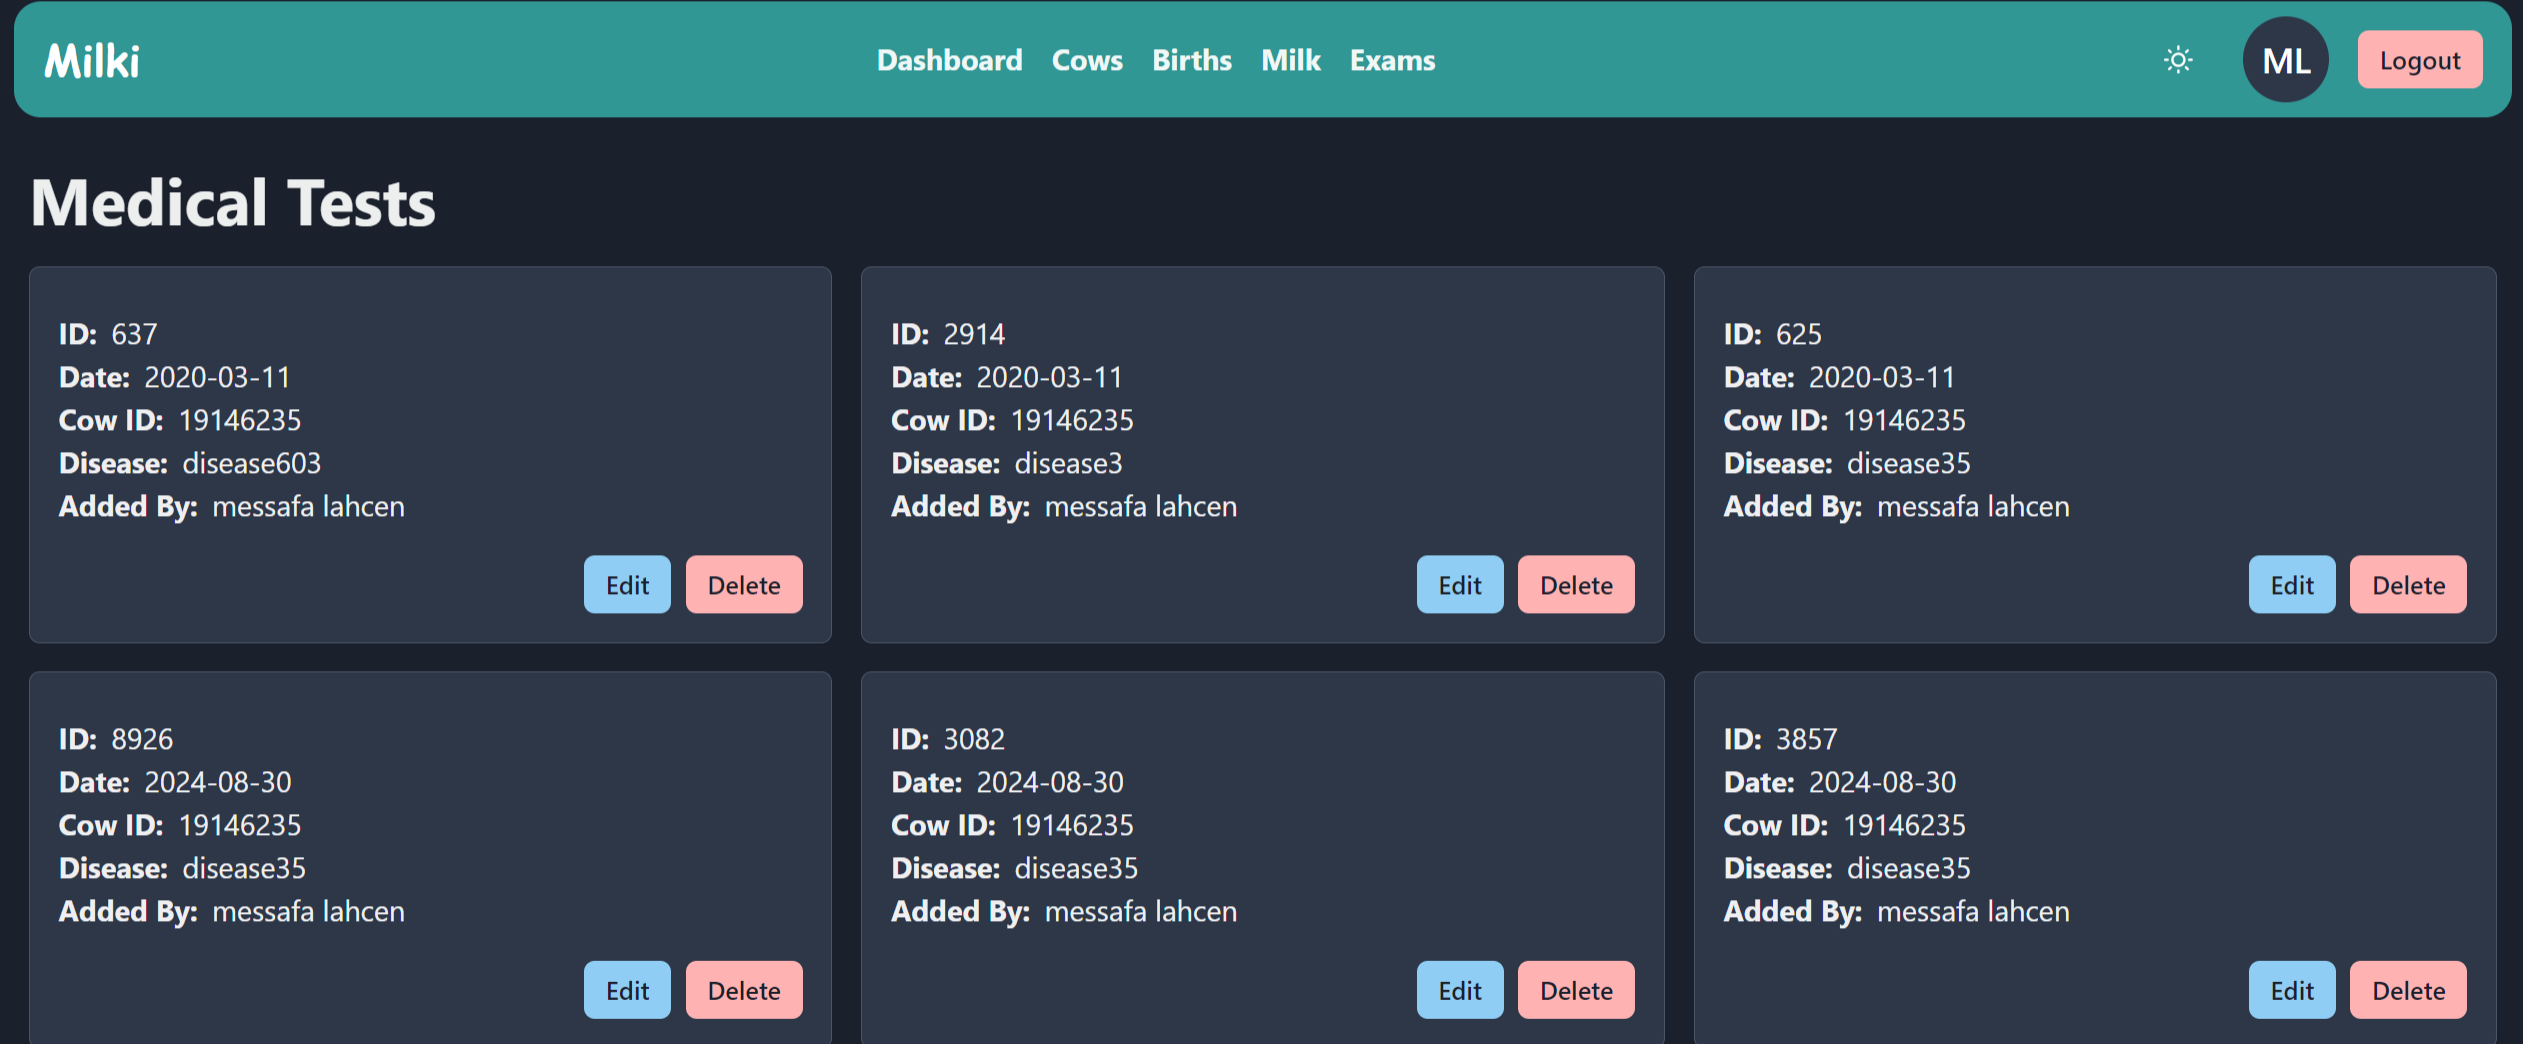 Milki Dashboard Cows Births Milk Exams ML Logout
Medical Tests
ID: 637
Date: 2020-03-11
Cow ID: 19146235
Disease: disease603
Added By: messafa lahcen
Edit Delete
ID: 2914
Date: 2020-03-11
Cow ID: 19146235
Disease: disease3
Added By: messafa lahcen
Edit Delete
ID: 625
Date: 2020-03-11
Cow ID: 19146235
Disease: disease35
Added By: messafa lahcen
Edit Delete
ID: 8926
Date: 2024-08-30
Cow ID: 19146235
Disease: disease35
Added By: messafa lahcen
Edit Delete
ID: 3082
Date: 2024-08-30
Cow ID: 19146235
Disease: disease35
Added By: messafa lahcen
Edit Delete
ID: 3857
Date: 2024-08-30
Cow ID: 19146235
Disease: disease35
Added By: messafa lahcen
Edit Delete